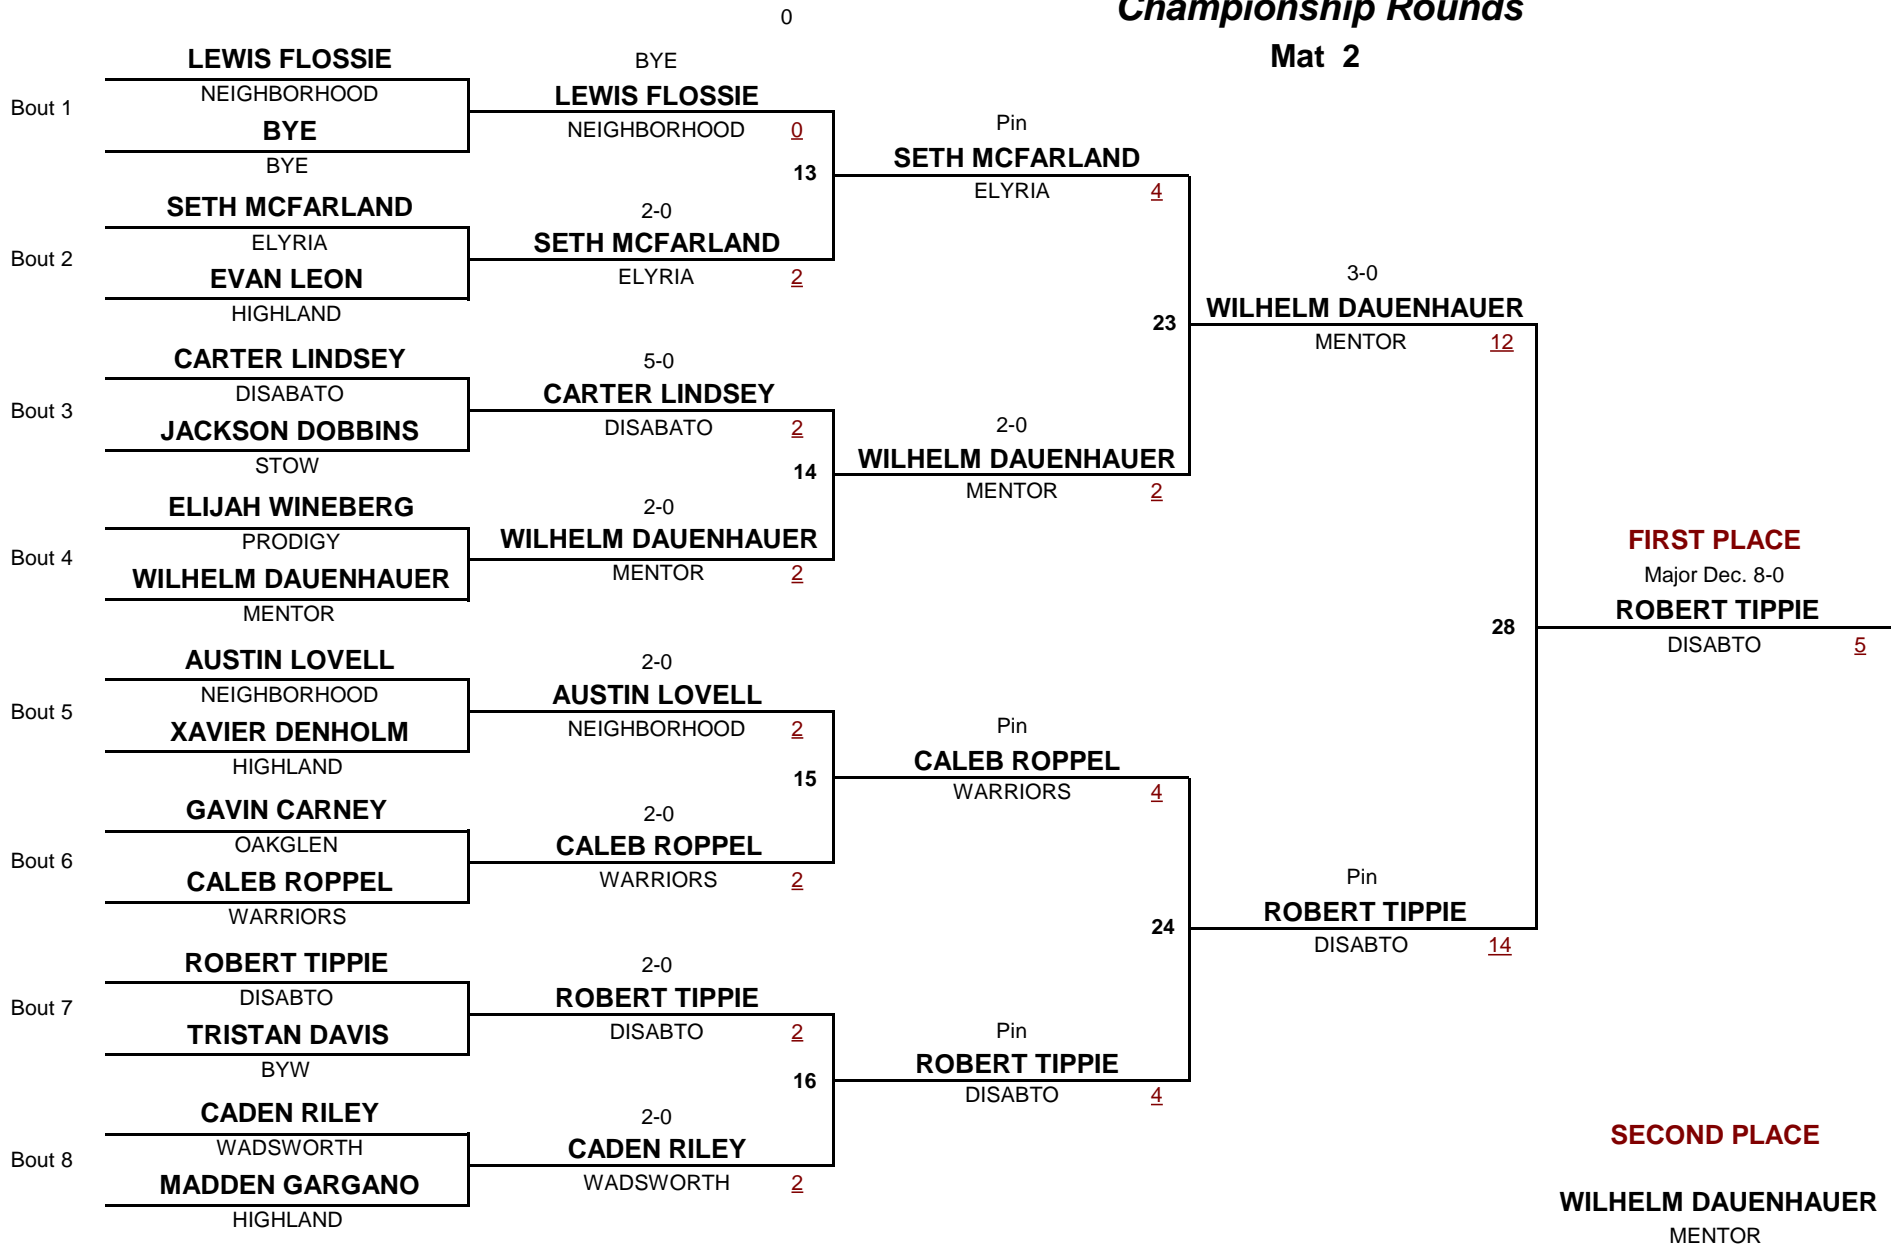 0
Championship Rounds
Mat 2
LEWIS FLOSSIE
Bout 1
NEIGHBORHOOD
BYE
BYE
SETH MCFARLAND
Bout 2
ELYRIA
EVAN LEON
HIGHLAND
CARTER LINDSEY
Bout 3
DISABATO
JACKSON DOBBINS
STOW
ELIJAH WINEBERG
Bout 4
PRODIGY
WILHELM DAUENHAUER
MENTOR
AUSTIN LOVELL
Bout 5
NEIGHBORHOOD
XAVIER DENHOLM
HIGHLAND
GAVIN CARNEY
Bout 6
OAKGLEN
CALEB ROPPEL
WARRIORS
ROBERT TIPPIE
Bout 7
DISABTO
TRISTAN DAVIS
BYW
CADEN RILEY
Bout 8
WADSWORTH
MADDEN GARGANO
HIGHLAND
BYE
LEWIS FLOSSIE
NEIGHBORHOOD 0
13
2-0
SETH MCFARLAND
ELYRIA 2
5-0
CARTER LINDSEY
DISABATO 2
14
2-0
WILHELM DAUENHAUER
MENTOR 2
2-0
AUSTIN LOVELL
NEIGHBORHOOD 2
15
2-0
CALEB ROPPEL
WARRIORS 2
2-0
ROBERT TIPPIE
DISABTO 2
16
2-0
CADEN RILEY
WADSWORTH 2
Pin
SETH MCFARLAND
ELYRIA 4
23
2-0
WILHELM DAUENHAUER
MENTOR 2
Pin
CALEB ROPPEL
WARRIORS 4
24
Pin
ROBERT TIPPIE
DISABTO 4
3-0
WILHELM DAUENHAUER
MENTOR 12
28
Pin
ROBERT TIPPIE
DISABTO 14
FIRST PLACE
Major Dec. 8-0
ROBERT TIPPIE
DISABTO 5
SECOND PLACE
WILHELM DAUENHAUER
MENTOR